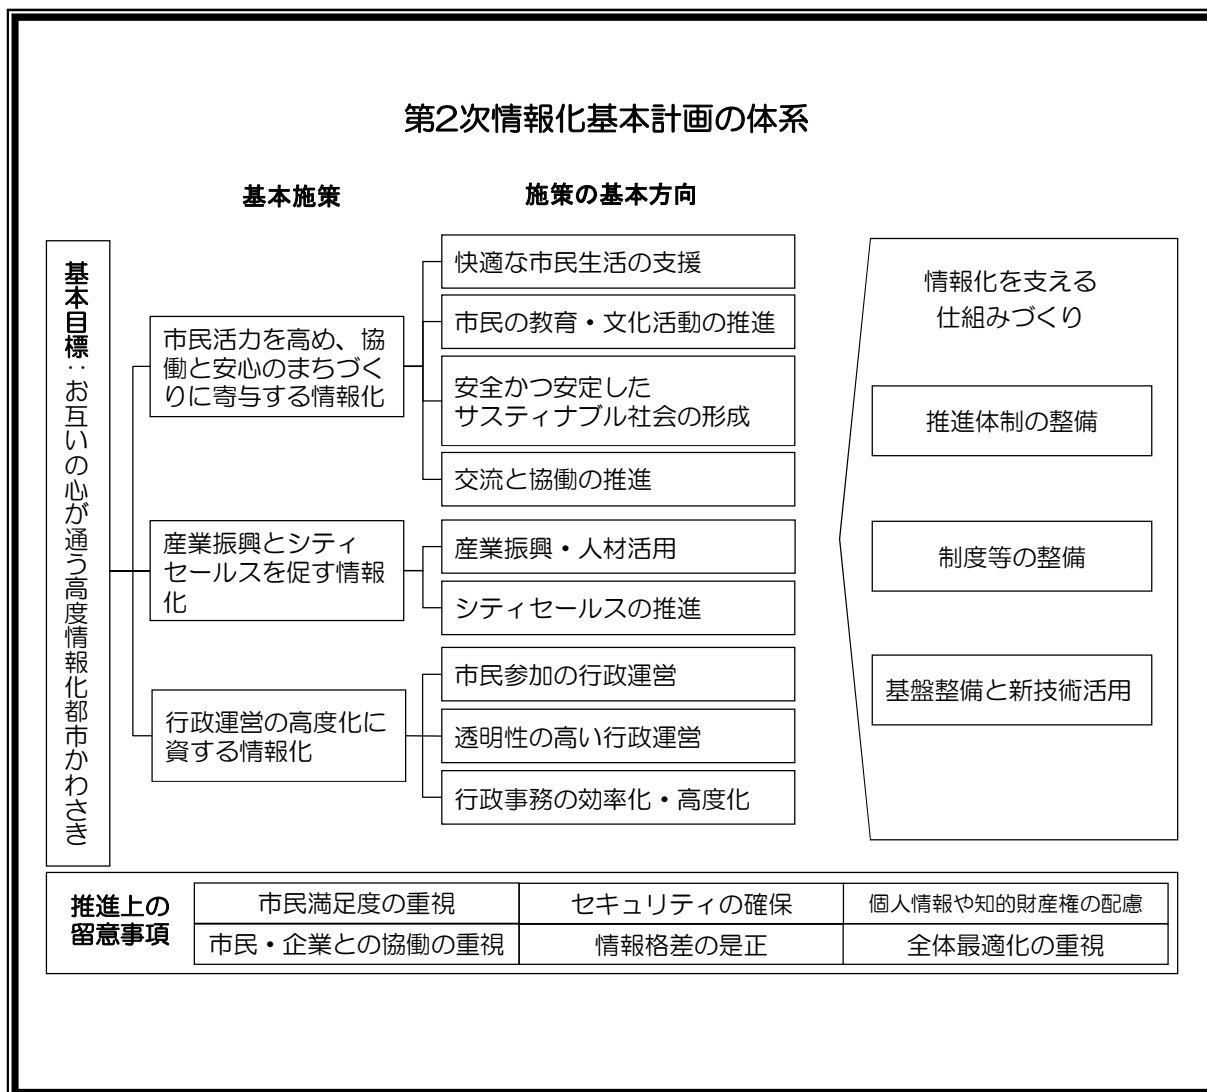 第2次情報化基本計画の体系
基本施策
施策の基本方向
基本目標：お互いの心が通う高度情報化都市かわさき
市民活力を高め、協
働と安心のまちづく
りに寄与する情報化
快適な市民生活の支援
市民の教育・文化活動の推進
安全かつ安定した
サスティナブル社会の形成
交流と協働の推進
産業振興とシティ
セールスを促す情報
化
産業振興・人材活用
シティセールスの推進
行政運営の高度化に
資する情報化
市民参加の行政運営
透明性の高い行政運営
行政事務の効率化・高度化
情報化を支える
仕組みづくり
推進体制の整備
制度等の整備
基盤整備と新技術活用
推進上の
留意事項
市民満足度の重視
セキュリティの確保
個人情報や知的財産権の配慮
市民・企業との協働の重視
情報格差の是正
全体最適化の重視